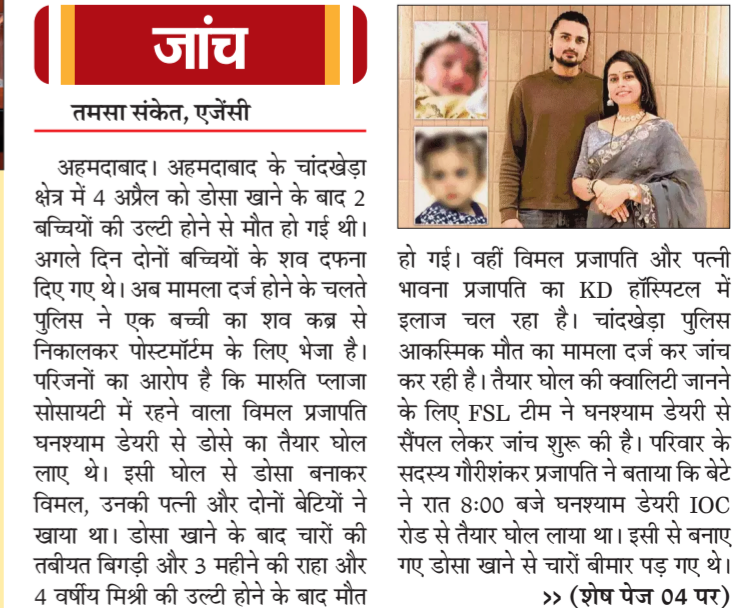 जांच
तमसा संकेत, एजेंसी
अहमदाबाद। अहमदाबाद के चांदखेड़ा
क्षेत्र में 4 अप्रैल को डोसा खाने के बाद 2
बच्चियों की उल्टी होने से मौत हो गई थी।
अगले दिन दोनों बच्चियों के शव दफना
दिए गए थे। अब मामला दर्ज होने के चलते
पुलिस ने एक बच्ची का शव कब्र से
निकालकर पोस्टमॉर्टम के लिए भेजा है।
परिजनों का आरोप है कि मारुति प्लाजा
सोसायटी में रहने वाला विमल प्रजापति
घनश्याम डेयरी से डोसे का तैयार घोल
लाए थे। इसी घोल से डोसा बनाकर
विमल, उनकी पत्नी और दोनों बेटियों ने
खाया था। डोसा खाने के बाद चारों की
तबीयत बिगड़ी और 3 महीने की राहा और
4 वर्षीय मिश्री की उल्टी होने के बाद मौत
हो गई। वहीं विमल प्रजापति और पत्नी
भावना प्रजापति का KD हॉस्पिटल में
इलाज चल रहा है। चांदखेड़ा पुलिस
आकस्मिक मौत का मामला दर्ज कर जांच
कर रही है। तैयार घोल की क्वालिटी जानने
के लिए FSL टीम ने घनश्याम डेयरी से
सैंपल लेकर जांच शुरू की है। परिवार के
सदस्य गौरीशंकर प्रजापति ने बताया कि बेटे
ने रात 8:00 बजे घनश्याम डेयरी IOC
रोड से तैयार घोल लाया था। इसी से बनाए
गए डोसा खाने से चारों बीमार पड़ गए थे।
›› (शेष पेज 04 पर)